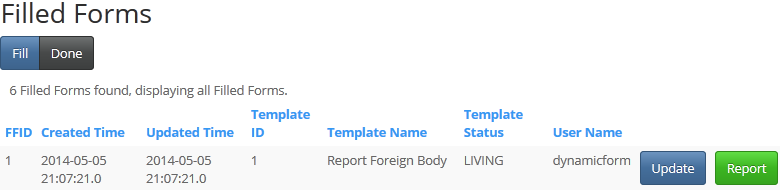 Filled Forms
Fill Done
6 Filled Forms found, displaying all Filled Forms.
FFID Created Time Updated Time Template ID Template Name Template Status User Name
1 2014-05-05 21:07:21.0 2014-05-05 21:07:21.0 1 Report Foreign Body LIVING dynamicform Update Report